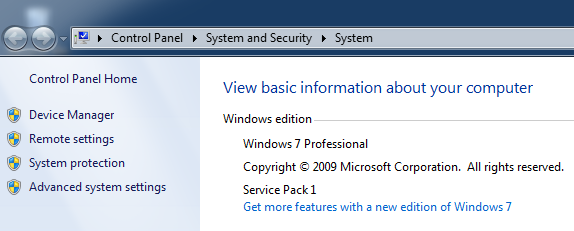 Control Panel System and Security System
Control Panel Home
Device Manager
Remote settings
System protection
Advanced system settings
View basic information about your computer
Windows edition
Windows 7 Professional
Copyright © 2009 Microsoft Corporation.  All rights reserved.
Service Pack 1
Get more features with a new edition of Windows 7